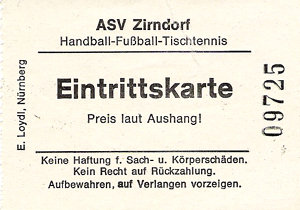 ASV Zirndorf
Handball-Fußball-Tischtennis
Eintrittskarte
Preis laut Aushang!
Keine Haftung f. Sach- u. Körperschäden.
Kein Recht auf Rückzahlung.
Aufbewahren, auf Verlangen vorzeigen.
E. Loydl, Nürnberg
09725